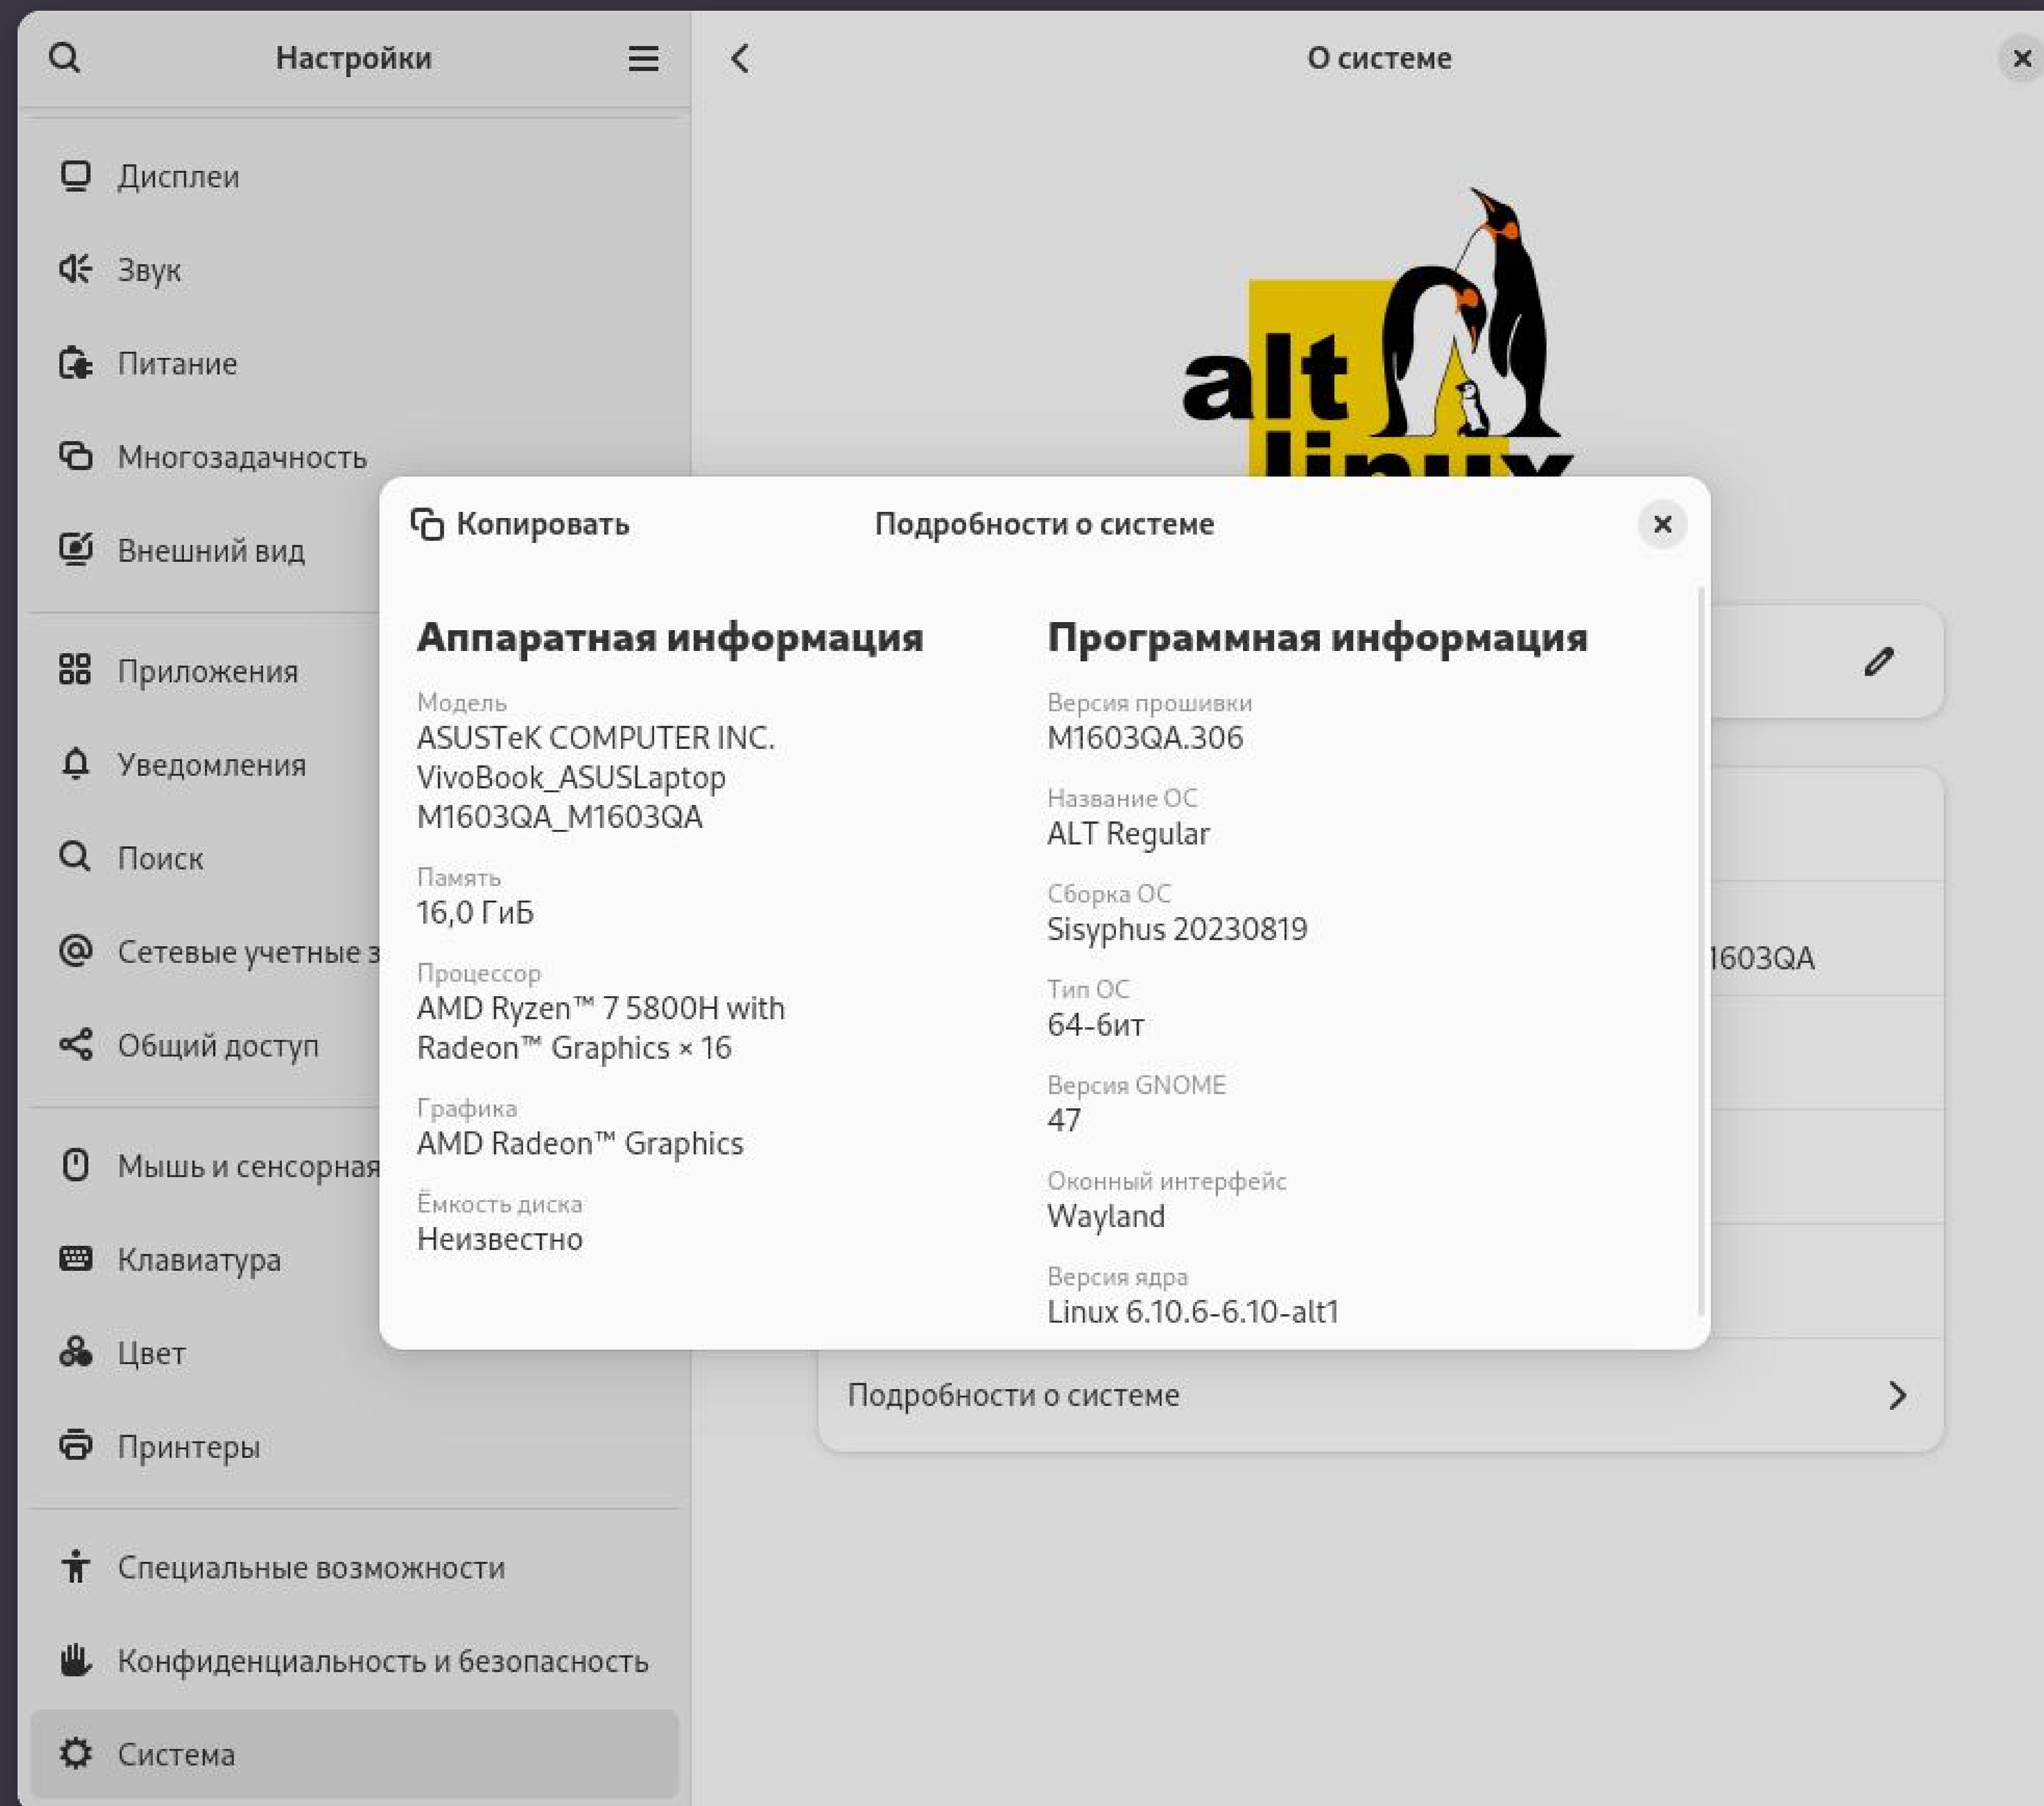 Настройки
Дисплеи
Звук
Питание
Многозадачность
Внешний вид
Приложения
Уведомления
Поиск
Сетевые учетные з
Общий доступ
Мышь и сенсорная
Клавиатура
Цвет
Принтеры
Специальные возможности
Конфиденциальность и безопасность
Система
О системе
alt
linux
Копировать
Подробности о системе
Аппаратная информация
Модель
ASUSTeK COMPUTER INC.
VivoBook_ASUSLaptop
M1603QA_M1603QA
Память
16,0 ГиБ
Процессор
AMD Ryzen™ 7 5800H with
Radeon™ Graphics × 16
Графика
AMD Radeon™ Graphics
Ёмкость диска
Неизвестно
Программная информация
Версия прошивки
M1603QA.306
Название ОС
ALT Regular
Сборка ОС
Sisyphus 20230819
Тип ОС
64-бит
Версия GNOME
47
Оконный интерфейс
Wayland
Версия ядра
Linux 6.10.6-6.10-alt1
1603QA
Подробности о системе